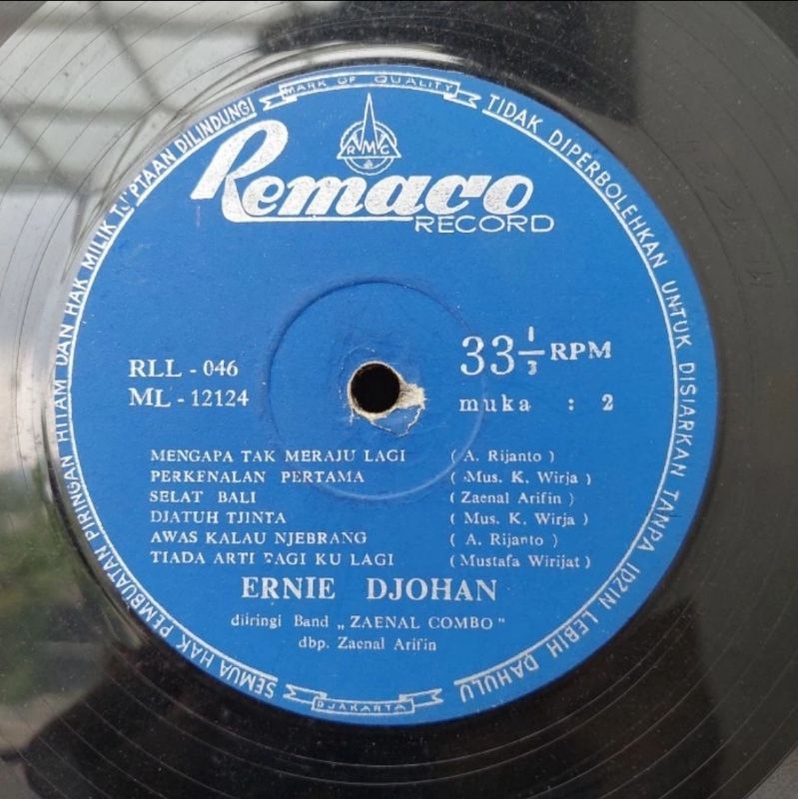 MARK OF QUALITY
SEMUA HAK PEMBUATAN PIRINGAN HITAM DAN HAK MILIK TJIPTAAN DILINDUNGI
TIDAK DIPERBOLEHKAN UNTUK DISIARKAN TANPA IDZIN LEBIH DAHULU
RMC
Remaco
RECORD
RLL - 046
ML - 12124
33 1/3 RPM
muka : 2
MENGAPA TAK MERAJU LAGI ( A. Rijanto )
PERKENALAN PERTAMA ( Mus. K. Wirja )
SELAT BALI ( Zaenal Arifin )
DJATUH TJINTA ( Mus. K. Wirja )
AWAS KALAU NJEBRANG ( A. Rijanto )
TIADA ARTI BAGI KU LAGI ( Mustafa Wirijat )
ERNIE DJOHAN
diiringi Band „ ZAENAL COMBO "
dbp. Zaenal Arifin
DJAKARTA